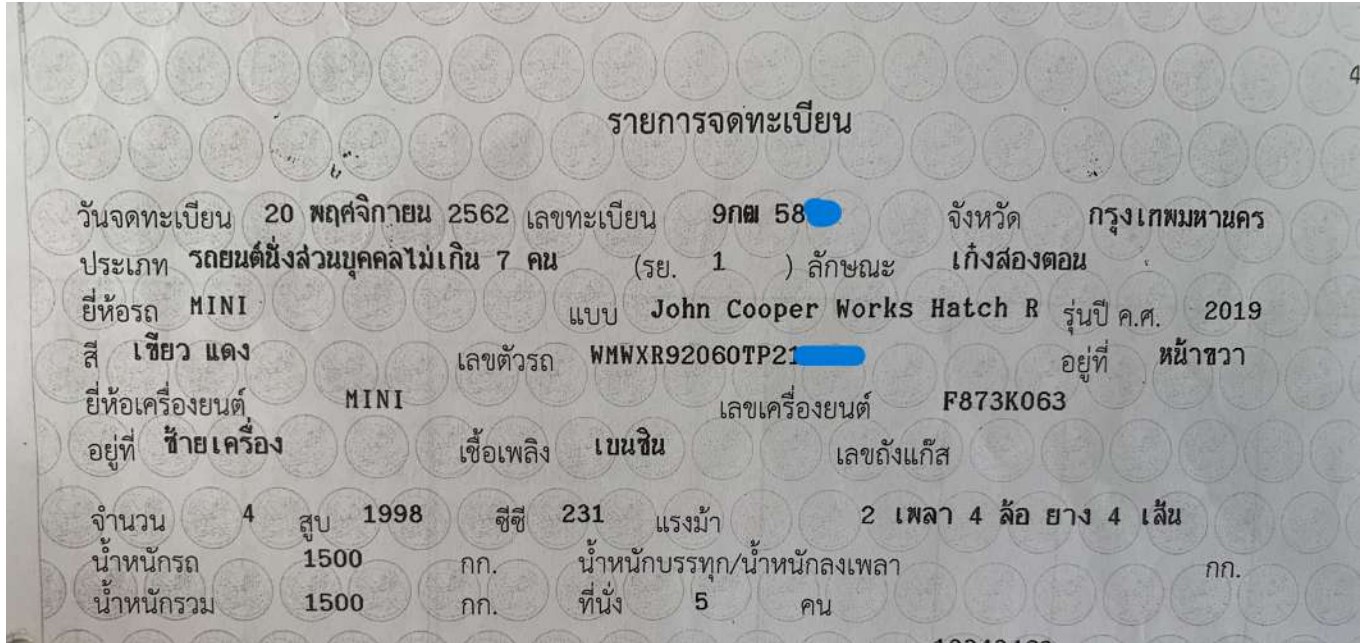 4
รายการจดทะเบียน
วันจดทะเบียน 20 พฤศจิกายน 2562 เลขทะเบียน 9กฒ 58 จังหวัด กรุงเทพมหานคร
ประเภท รถยนต์นั่งส่วนบุคคลไม่เกิน 7 คน (รย. 1 ) ลักษณะ เก๋งสองตอน
ยี่ห้อรถ MINI แบบ John Cooper Works Hatch R รุ่นปี ค.ศ. 2019
สี เขียว แดง เลขตัวรถ WMWXR92060TP21 อยู่ที่ หน้าขวา
ยี่ห้อเครื่องยนต์ MINI เลขเครื่องยนต์ F873K063
อยู่ที่ ซ้ายเครื่อง เชื้อเพลิง เบนซิน เลขถังแก๊ส
จำนวน 4 สูบ 1998 ซีซี 231 แรงม้า 2 เพลา 4 ล้อ ยาง 4 เส้น
น้ำหนักรถ 1500 กก. น้ำหนักบรรทุก/น้ำหนักลงเพลา กก.
น้ำหนักรวม 1500 กก. ที่นั่ง 5 คน